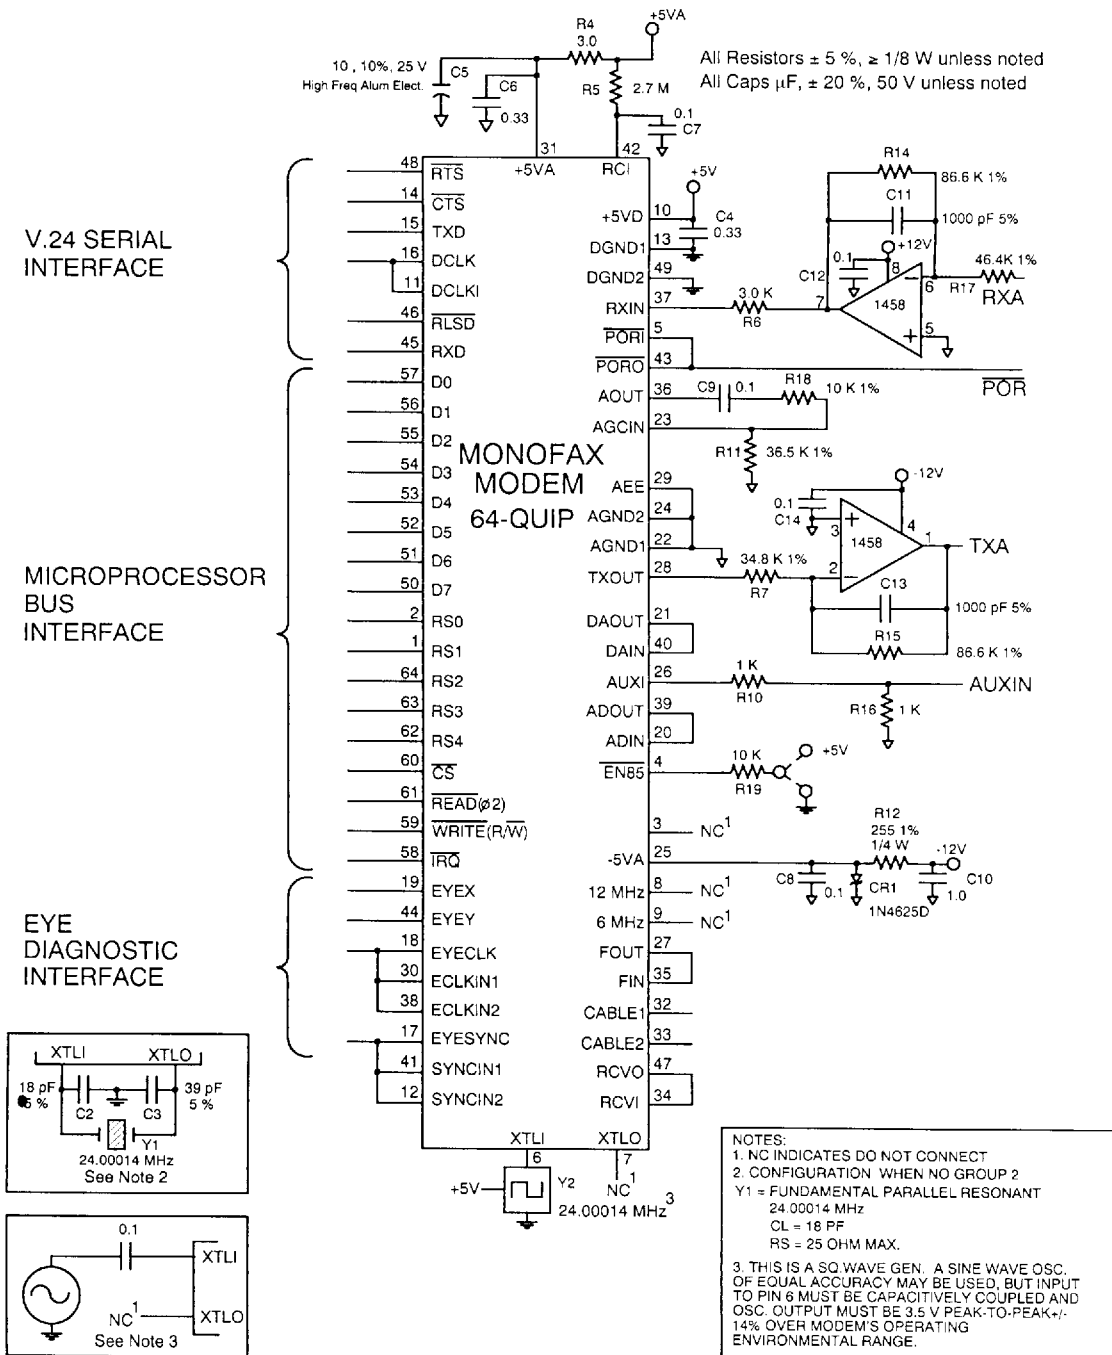 R4
3.0
+5VA
10 , 10%, 25 V
High Freq Alum Elect.
C5
C6
0.33
R5
2.7 M
0.1
C7
All Resistors ± 5 %, ≥ 1/8 W unless noted
All Caps µF, ± 20 %, 50 V unless noted
31
42
+5VA
RCI
V.24 SERIAL
INTERFACE
48 RTS
14 CTS
15 TXD
16 DCLK
11 DCLKI
46 RLSD
45 RXD
MICROPROCESSOR
BUS
INTERFACE
57 D0
56 D1
55 D2
54 D3
53 D4
52 D5
51 D6
50 D7
2 RS0
1 RS1
64 RS2
63 RS3
62 RS4
60 CS
61 READ(ø2)
59 WRITE(R/W)
58 IRQ
EYE
DIAGNOSTIC
INTERFACE
19 EYEX
44 EYEY
18 EYECLK
30 ECLKIN1
38 ECLKIN2
17 EYESYNC
41 SYNCIN1
12 SYNCIN2
MONOFAX
MODEM
64-QUIP
+5VD 10
DGND1 13
DGND2 49
RXIN 37
PORI 5
PORO 43
AOUT 36
AGCIN 23
AEE 29
AGND2 24
AGND1 22
TXOUT 28
DAOUT 21
DAIN 40
AUXI 26
ADOUT 39
ADIN 20
EN85 4
3 NC1
-5VA 25
12 MHz 8 NC1
6 MHz 9 NC1
FOUT 27
FIN 35
CABLE1 32
CABLE2 33
RCVO 47
RCVI 34
+5V
C4
0.33
3.0 K
R6
R14
86.6 K 1%
C11
1000 pF 5%
+12V
0.1
C12
8
7
1458
6
5
46.4K 1%
R17
RXA
POR
C9
0.1
R18
10 K 1%
R11
36.5 K 1%
-12V
0.1
C14
3
4
1458
1
TXA
2
34.8 K 1%
R7
C13
1000 pF 5%
R15
86.6 K 1%
1 K
R10
AUXIN
R16
1 K
10 K
R19
+5V
R12
255 1%
1/4 W
-12V
C8
0.1
CR1
1N4625D
C10
1.0
XTLI
XTLO
6
7
+5V
Y2
NC1
24.00014 MHz3
XTLI
XTLO
18 pF
5 %
C2
C3
39 pF
5 %
Y1
24.00014 MHz
See Note 2
0.1
XTLI
NC1
XTLO
See Note 3
NOTES:
1. NC INDICATES DO NOT CONNECT
2. CONFIGURATION WHEN NO GROUP 2
Y1 = FUNDAMENTAL PARALLEL RESONANT
24.00014 MHz
CL = 18 PF
RS = 25 OHM MAX.
3. THIS IS A SQ.WAVE GEN. A SINE WAVE OSC.
OF EQUAL ACCURACY MAY BE USED, BUT INPUT
TO PIN 6 MUST BE CAPACITIVELY COUPLED AND
OSC. OUTPUT MUST BE 3.5 V PEAK-TO-PEAK+/-
14% OVER MODEM'S OPERATING
ENVIRONMENTAL RANGE.